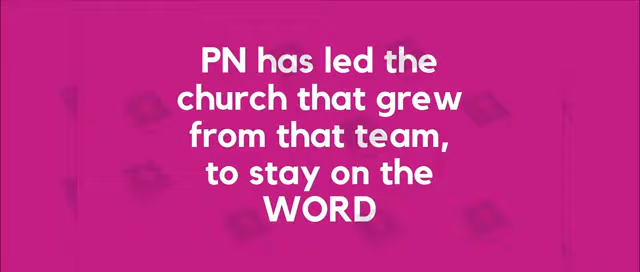 PN has led the
church that grew
from that team,
to stay on the
WORD